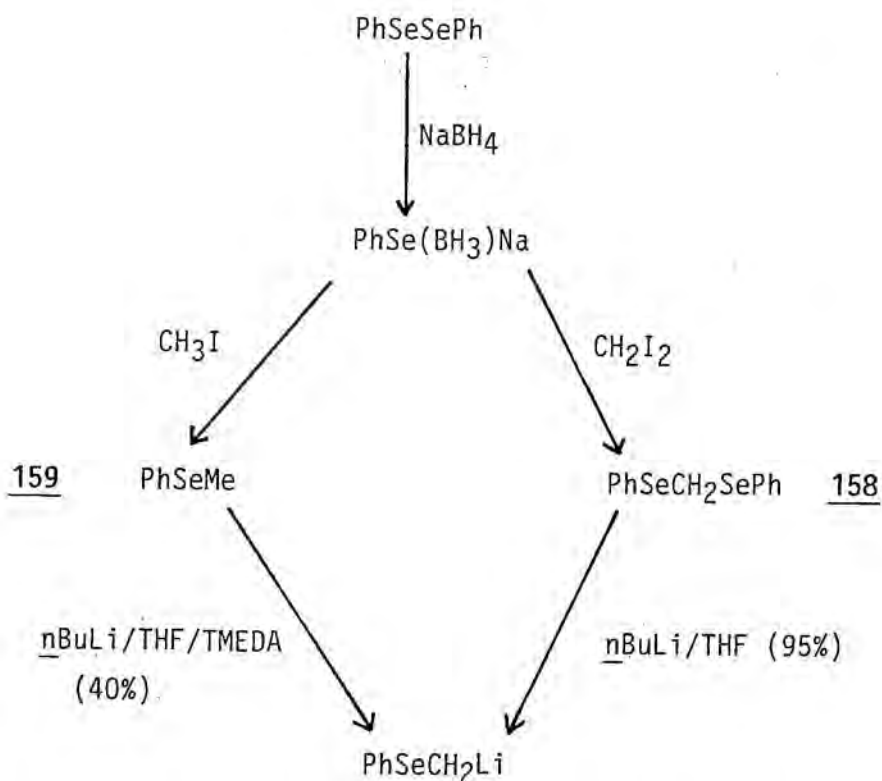 PhSeSePh
NaBH₄
PhSe(BH₃)Na
CH₃I
CH₂I₂
159 PhSeMe PhSeCH₂SePh 158
nBuLi/THF/TMEDA nBuLi/THF (95%)
(40%)
PhSeCH₂Li